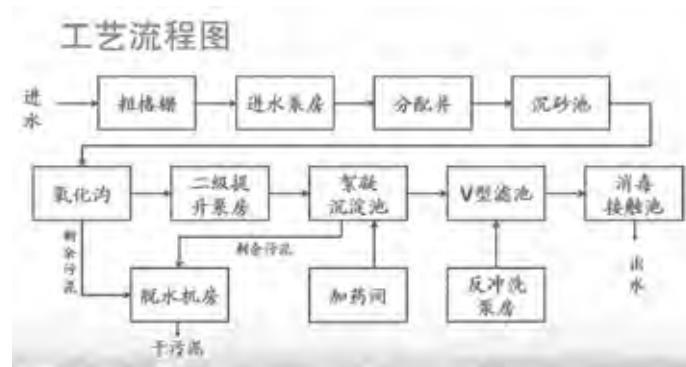 工艺流程图
进水
粗格栅
进水泵房
分配井
沉砂池
氧化沟
二级提
升泵房
絮凝
沉淀池
V型滤池
消毒
接触池
剩余污泥
剩余污泥
出水
脱水机房
加药间
反冲洗
泵房
干污泥